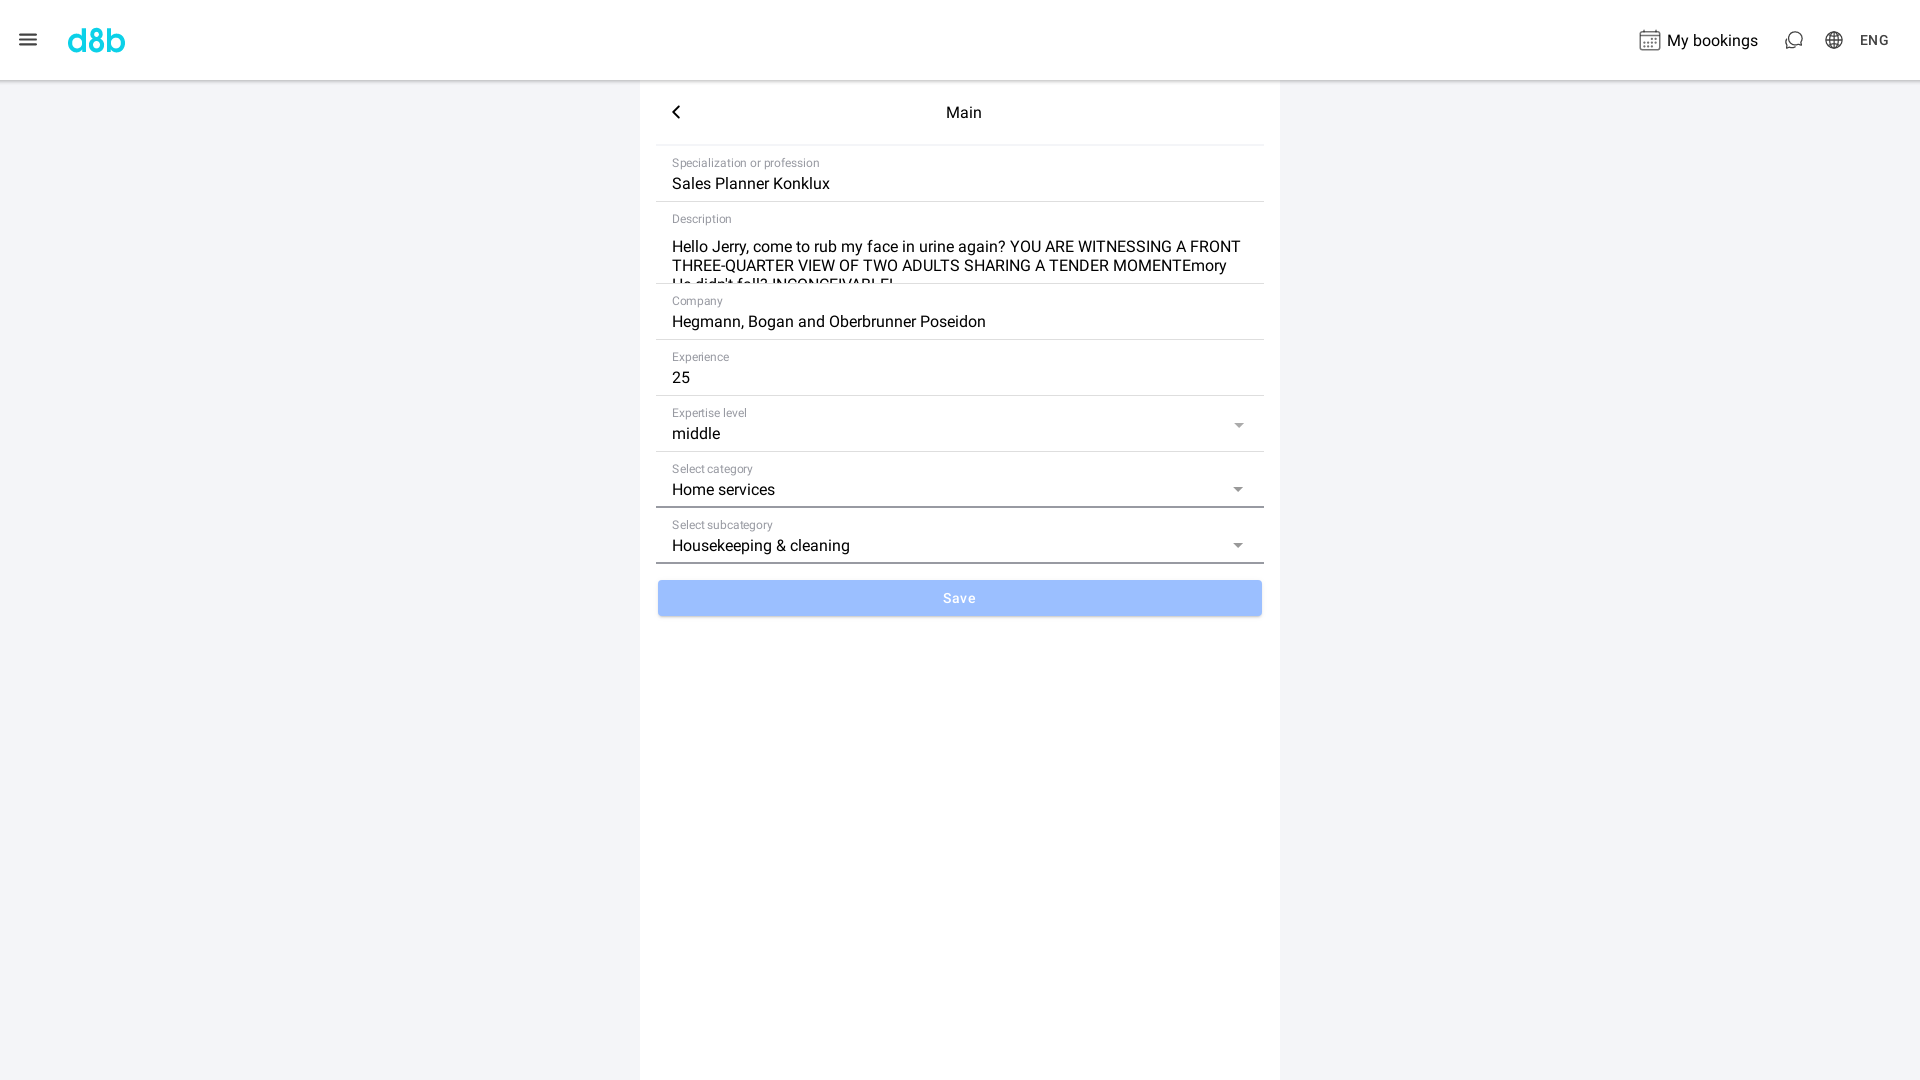 d8b
My bookings
ENG
Main
Specialization or profession
Sales Planner Konklux
Description
Hello Jerry, come to rub my face in urine again? YOU ARE WITNESSING A FRONT
THREE-QUARTER VIEW OF TWO ADULTS SHARING A TENDER MOMENTEmory
He didn't fall? INCONCEIVABLE!
Company
Hegmann, Bogan and Oberbrunner Poseidon
Experience
25
Expertise level
middle
Select category
Home services
Select subcategory
Housekeeping & cleaning
Save